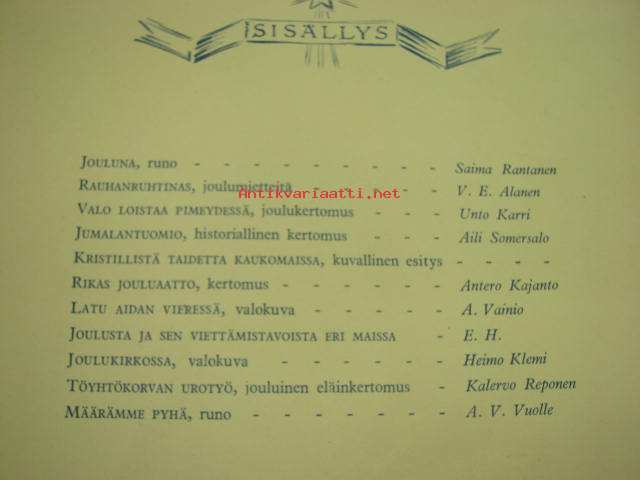 SISÄLLYS
JOULUNA, runo - - - - - - - - - Saima Rantanen
RAUHANRUHTINAS, joulumietteitä - - - - V. E. Alanen
Antikvariaatti.net
VALO LOISTAA PIMEYDESSÄ, joulukertomus - - - Unto Karri
JUMALANTUOMIO, historiallinen kertomus - - - Aili Somersalo
KRISTILLISTÄ TAIDETTA KAUKOMAISSA, kuvallinen esitys - - - -
RIKAS JOULUAATTO, kertomus - - - - - Antero Kajanto
LATU AIDAN VIERESSÄ, valokuva - - - - A. Vainio
JOULUSTA JA SEN VIETTÄMISTAVOISTA ERI MAISSA - E. H.
JOULUKIRKOSSA, valokuva - - - - - - Heimo Klemi
TÖYHTÖKORVAN UROTYÖ, jouluinen eläinkertomus - Kalervo Reponen
MÄÄRÄMME PYHÄ, runo - - - - - - - A. V. Vuolle